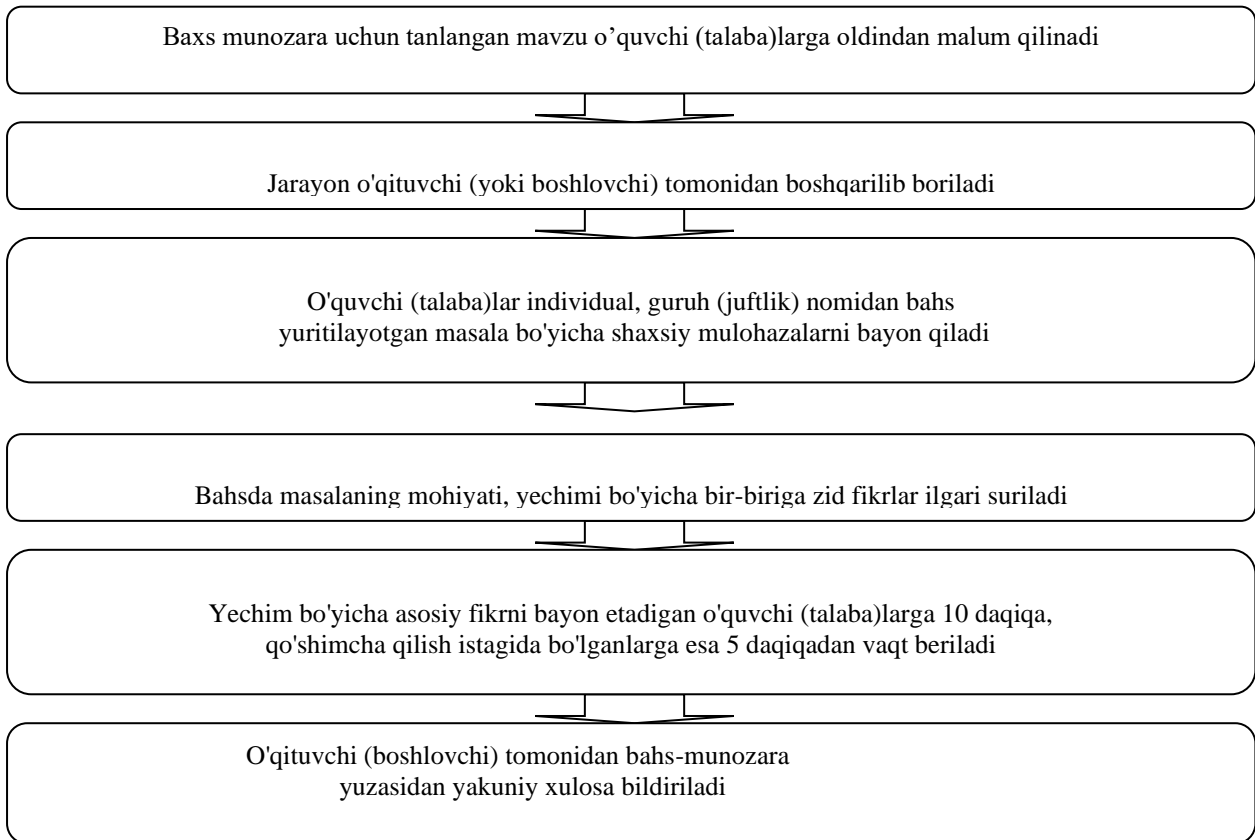 Baxs munozara uchun tanlangan mavzu o’quvchi (talaba)larga oldindan malum qilinadi
Jarayon o'qituvchi (yoki boshlovchi) tomonidan boshqarilib boriladi
O'quvchi (talaba)lar individual, guruh (juftlik) nomidan bahs
yuritilayotgan masala bo'yicha shaxsiy mulohazalarni bayon qiladi
Bahsda masalaning mohiyati, yechimi bo'yicha bir-biriga zid fikrlar ilgari suriladi
Yechim bo'yicha asosiy fikrni bayon etadigan o'quvchi (talaba)larga 10 daqiqa,
qo'shimcha qilish istagida bo'lganlarga esa 5 daqiqadan vaqt beriladi
O'qituvchi (boshlovchi) tomonidan bahs-munozara
yuzasidan yakuniy xulosa bildiriladi